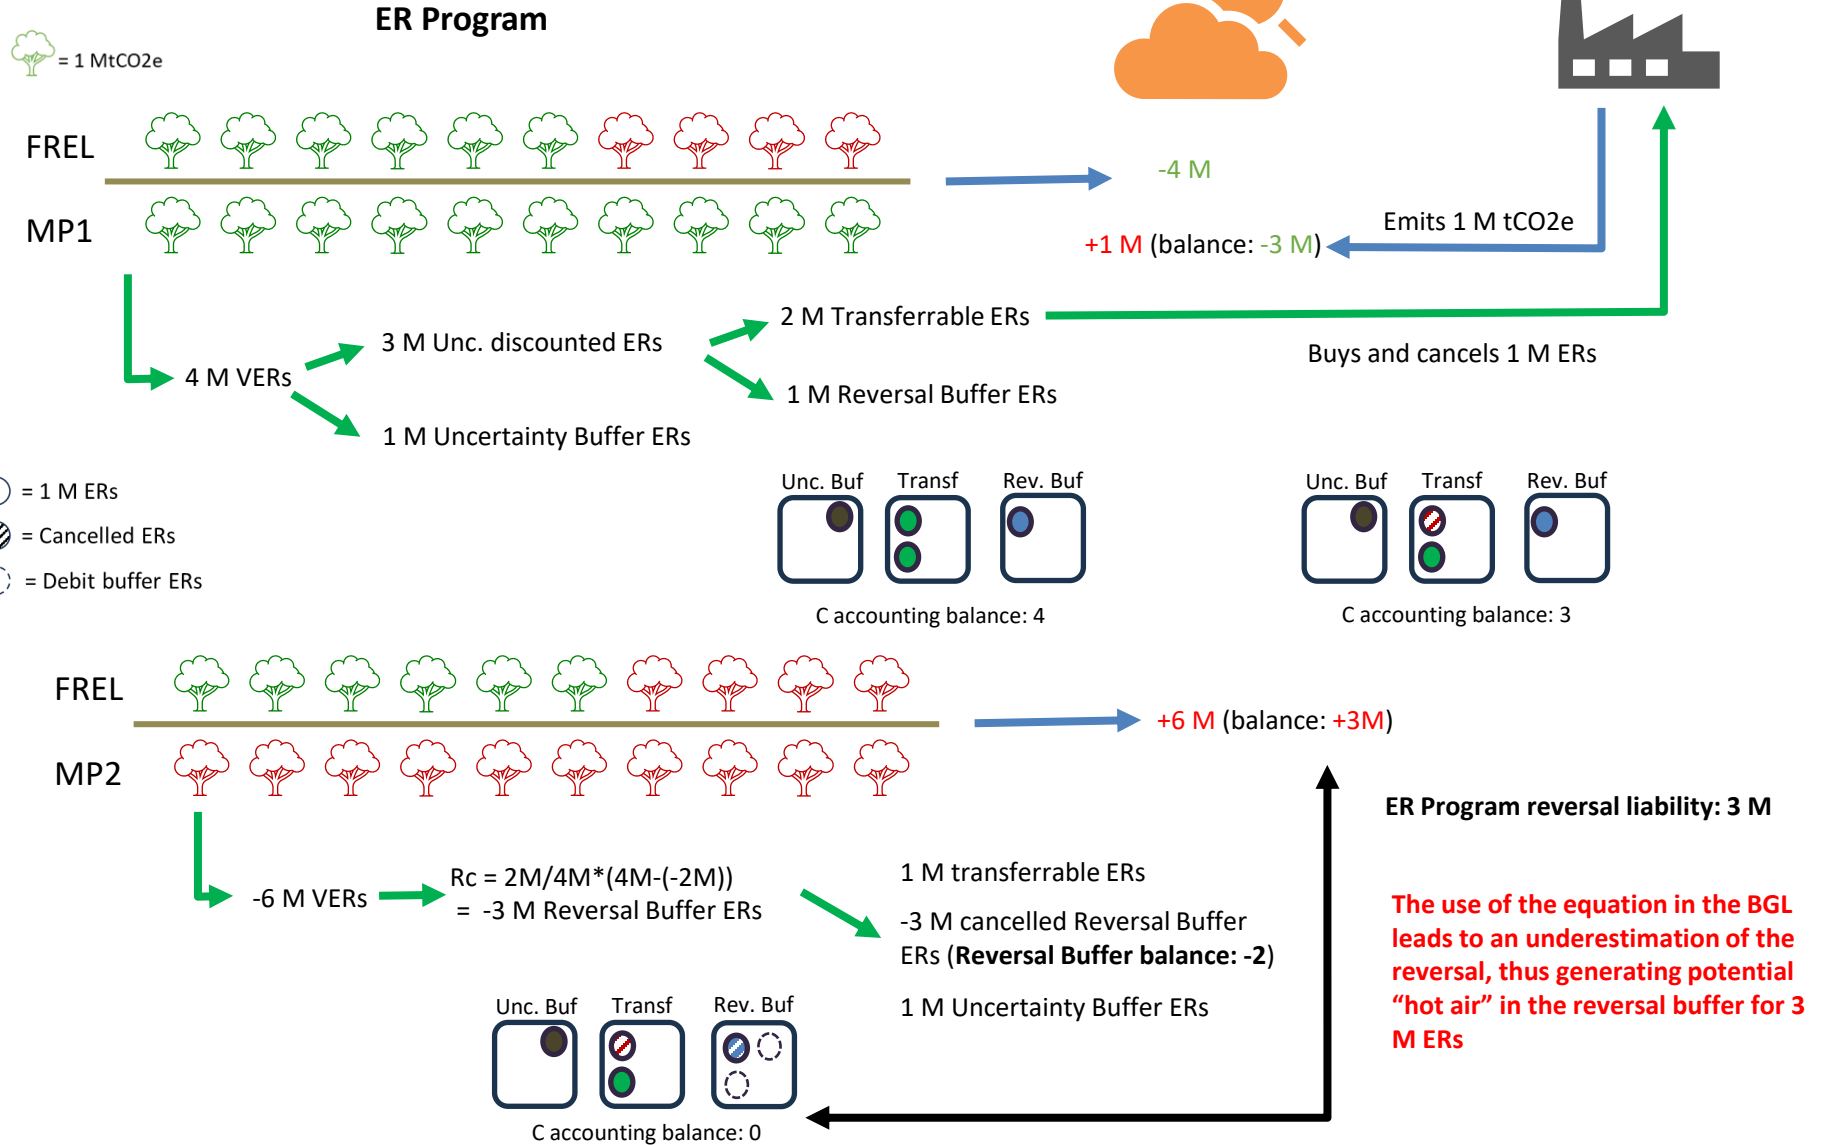 ER Program
= 1 MtCO2e
FREL
MP1
-4 M
Emits 1 M tCO2e
+1 M (balance: -3 M)
2 M Transferrable ERs
3 M Unc. discounted ERs
Buys and cancels 1 M ERs
4 M VERs
1 M Reversal Buffer ERs
1 M Uncertainty Buffer ERs
= 1 M ERs
= Cancelled ERs
= Debit buffer ERs
Unc. Buf Transf Rev. Buf
C accounting balance: 4
Unc. Buf Transf Rev. Buf
C accounting balance: 3
FREL
MP2
+6 M (balance: +3M)
ER Program reversal liability: 3 M
-6 M VERs
Rc = 2M/4M*(4M-(-2M))
= -3 M Reversal Buffer ERs
1 M transferrable ERs
-3 M cancelled Reversal Buffer
ERs (Reversal Buffer balance: -2)
1 M Uncertainty Buffer ERs
The use of the equation in the BGL
leads to an underestimation of the
reversal, thus generating potential
“hot air” in the reversal buffer for 3
M ERs
Unc. Buf Transf Rev. Buf
C accounting balance: 0